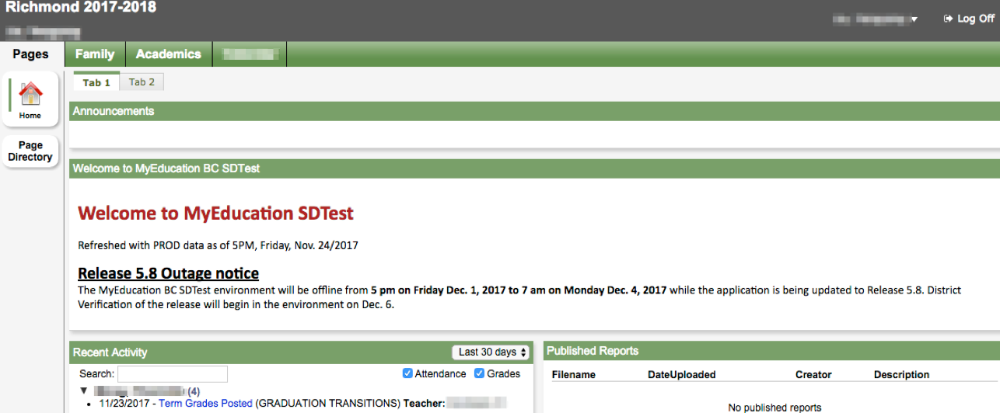 Richmond 2017-2018
Log Off
Pages Family Academics
Tab 1 Tab 2
Home
Page Directory
Announcements
Welcome to MyEducation BC SDTest
Welcome to MyEducation SDTest
Refreshed with PROD data as of 5PM, Friday, Nov. 24/2017
Release 5.8 Outage notice
The MyEducation BC SDTest environment will be offline from 5 pm on Friday Dec. 1, 2017 to 7 am on Monday Dec. 4, 2017 while the application is being updated to Release 5.8. District
Verification of the release will begin in the environment on Dec. 6.
Recent Activity Last 30 days
Search: Attendance Grades
(4)
11/23/2017 - Term Grades Posted (GRADUATION TRANSITIONS) Teacher:
Published Reports
Filename DateUploaded Creator Description
No published reports